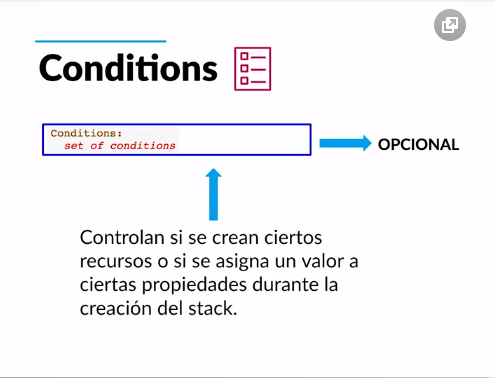 Conditions
Conditions:
set of conditions
OPCIONAL
Controlan si se crean ciertos
recursos o si se asigna un valor a
ciertas propiedades durante la
creación del stack.